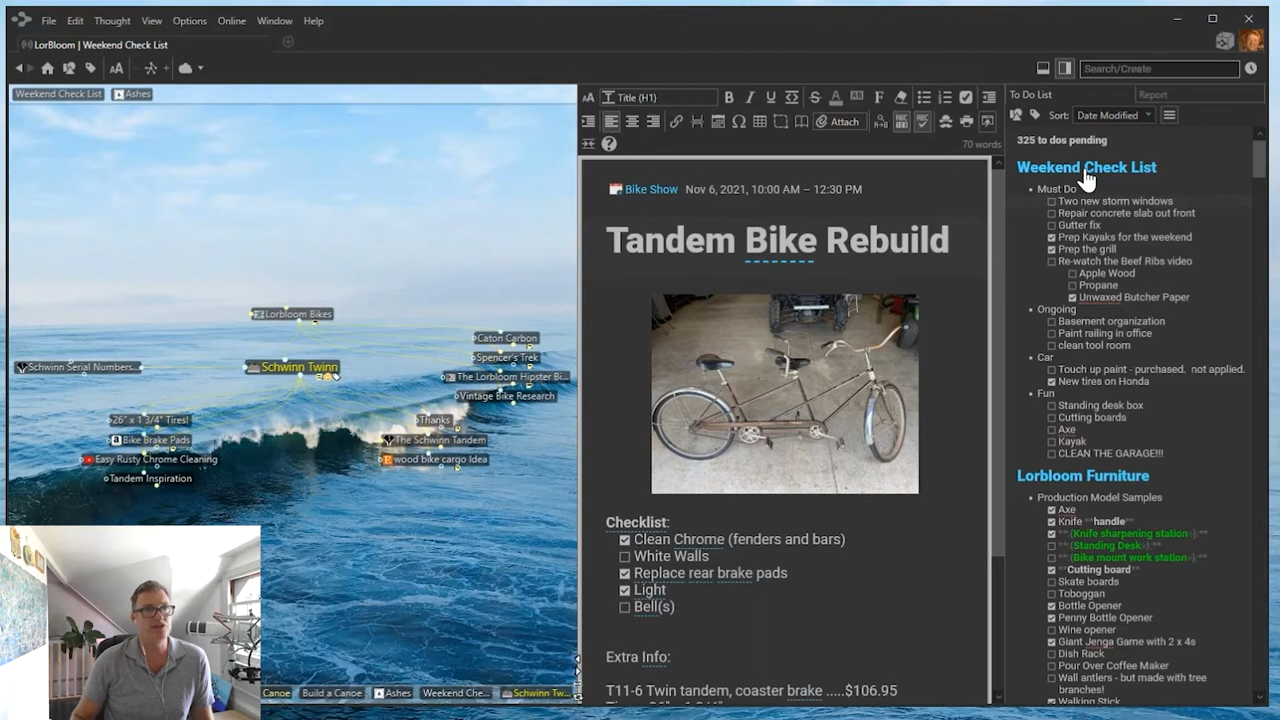 File Edit Thought View Options Online Window Help
LorBloom | Weekend Check List
Search/Create
Weekend Check List Ashes
Title (H1) B I U
Attach
70 words
To Do List Report
Sort: Date Modified
325 to dos pending
Lorbloom Bikes
Schwinn Serial Numbers...
Schwinn Twinn
Caton Carbon
Spencer's Trek
The Lorbloom Hipster Bi...
Vintage Bike Research
26" x 1 3/4" Tires!
Bike Brake Pads
Easy Rusty Chrome Cleaning
Tandem Inspiration
Thanks
The Schwinn Tandem
wood bike cargo Idea
Canoe Build a Canoe Ashes Weekend Che... Schwinn Tw...
Bike Show Nov 6, 2021, 10:00 AM – 12:30 PM
Tandem Bike Rebuild
Checklist:
Clean Chrome (fenders and bars)
White Walls
Replace rear brake pads
Light
Bell(s)
Extra Info:
T11-6 Twin tandem, coaster brake .....$106.95
Weekend Check List
Must Do
Two new storm windows
Repair concrete slab out front
Gutter fix
Prep Kayaks for the weekend
Prep the grill
Re-watch the Beef Ribs video
Apple Wood
Propane
Unwaxed Butcher Paper
Ongoing
Basement organization
Paint railing in office
clean tool room
Car
Touch up paint - purchased. not applied.
New tires on Honda
Fun
Standing desk box
Cutting boards
Axe
Kayak
CLEAN THE GARAGE!!!
Lorbloom Furniture
Production Model Samples
Axe
Knife **handle**
**:(Knife sharpening station:):**
**:(Standing Desk:):**
**:(Bike mount work station:):**
**Cutting board**
Skate boards
Toboggan
Bottle Opener
Penny Bottle Opener
Wine opener
Giant Jenga Game with 2 x 4s
Dish Rack
Pour Over Coffee Maker
Wall antlers - but made with tree
branches!
Walking Stick